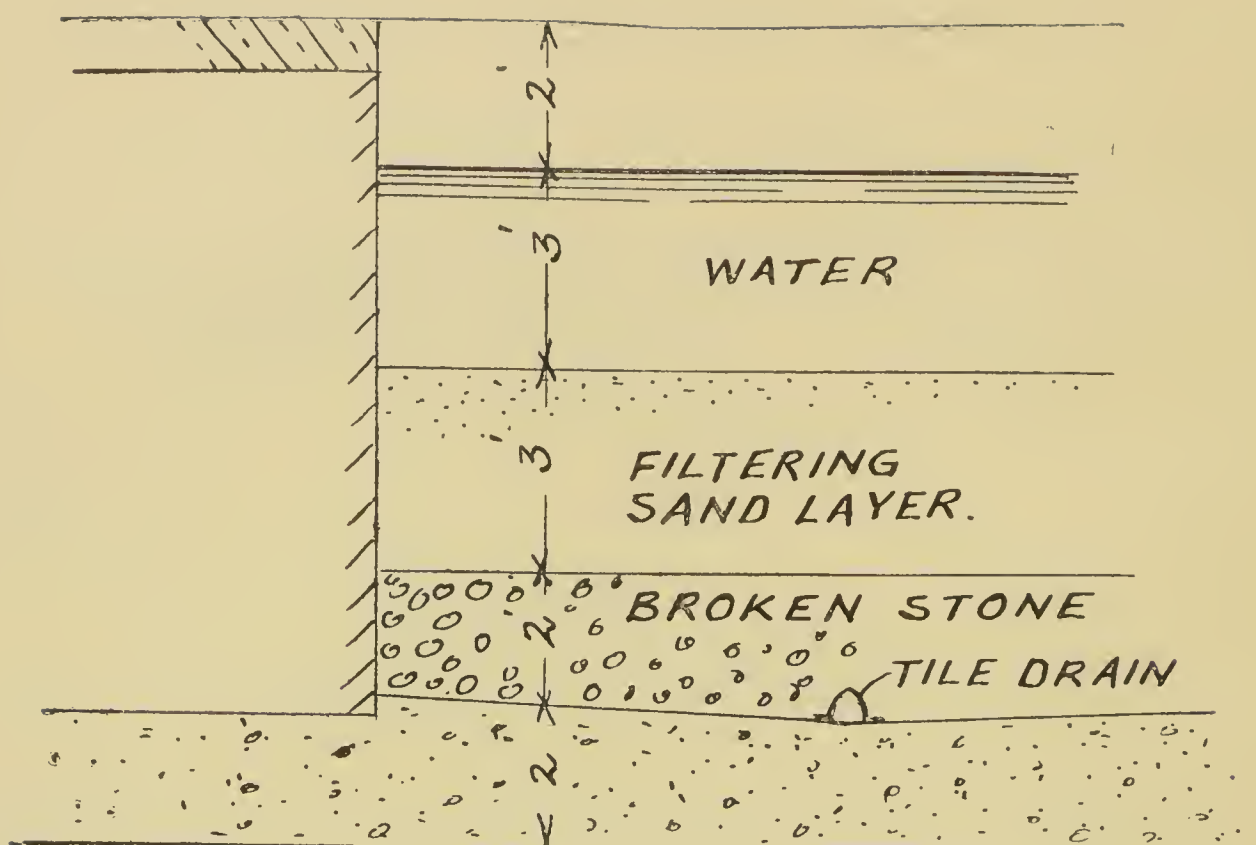 2'
3'
WATER
3'
FILTERING
SAND LAYER.
2'
BROKEN STONE
TILE DRAIN
2